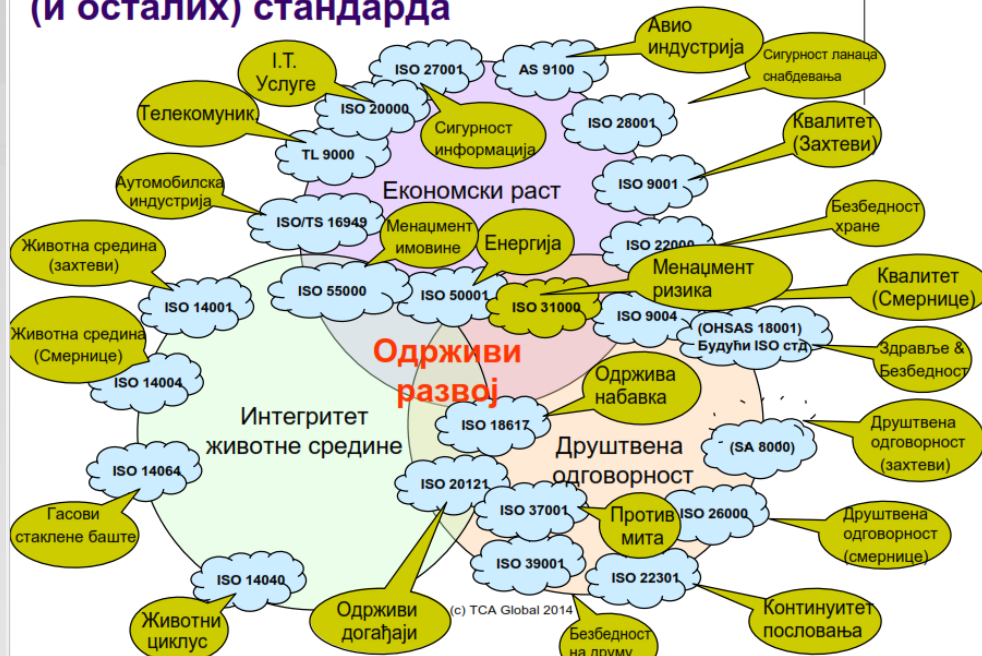 (и осталих) стандарда
Авио
индустрија
I.T.
Услуге
ISO 27001
AS 9100
Сигурност ланаца
снабдевања
ISO 20000
Телекомуник.
Сигурност
информација
ISO 28001
Квалитет
(Захтеви)
TL 9000
Аутомобилска
индустрија
Економски раст
ISO 9001
ISO/TS 16949
Менаџмент
имовине
Енергија
ISO 22000
Безбедност
хране
Животна средина
(захтеви)
ISO 55000
ISO 50001
ISO 31000
Менаџмент
ризика
Квалитет
(Смернице)
ISO 14001
ISO 9004
(OHSAS 18001)
Будући ISO стд
Животна средина
(Смернице)
Одрживи
развој
Здравље &
Безбедност
ISO 14004
Одржива
набавка
Интегритет
животне средине
ISO 18617
Друштвена
одговорност
(SA 8000)
Друштвена
одговорност
(захтеви)
ISO 14064
ISO 20121
Гасови
стаклене баште
ISO 37001
Против
мита
ISO 26000
Друштвена
одговорност
(смернице)
ISO 14040
ISO 39001
ISO 22301
Животни
циклус
Одрживи
догађаји
(c) TCA Global 2014
Безбедност
на друму
Континуитет
пословања